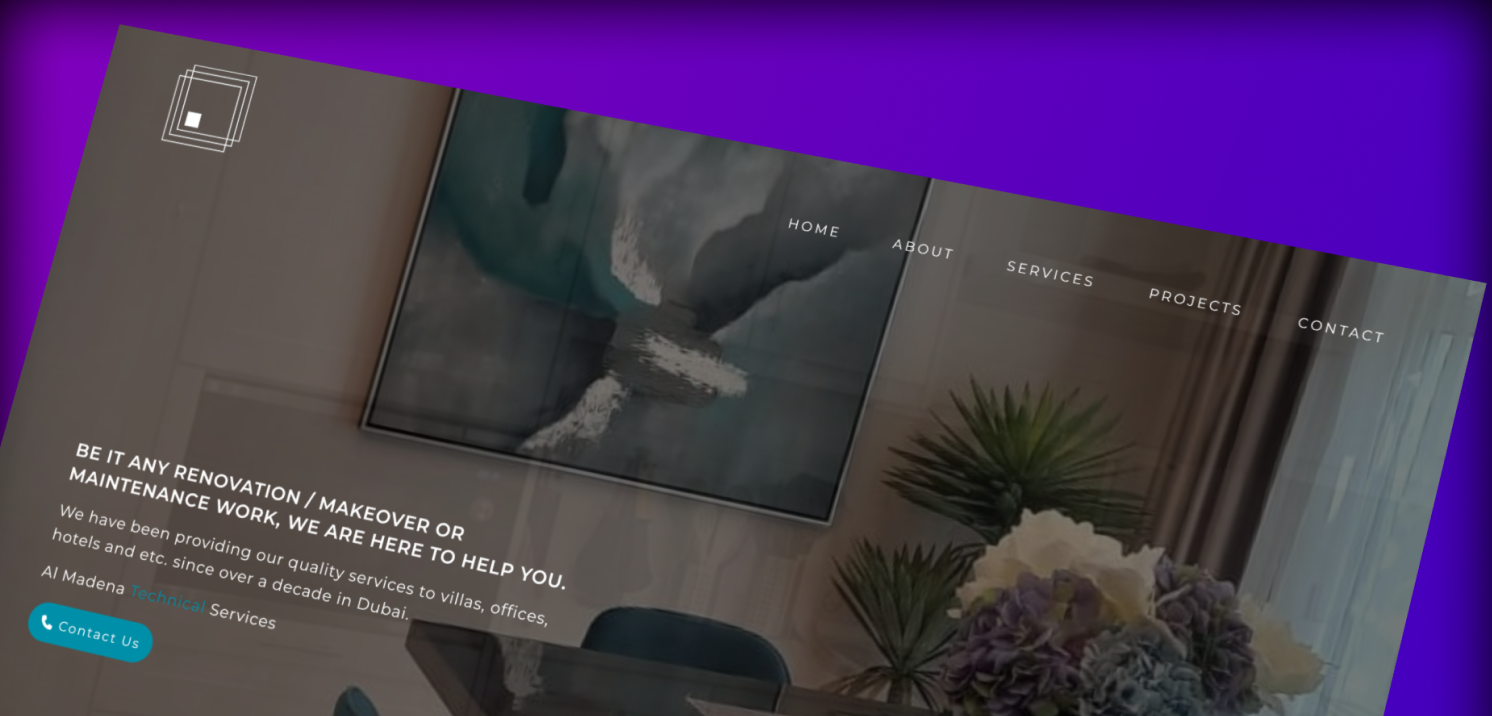 HOME ABOUT SERVICES PROJECTS CONTACT
BE IT ANY RENOVATION / MAKEOVER OR
MAINTENANCE WORK, WE ARE HERE TO HELP YOU.
We have been providing our quality services to villas, offices,
hotels and etc. since over a decade in Dubai.
Al Madena Technical Services
Contact Us